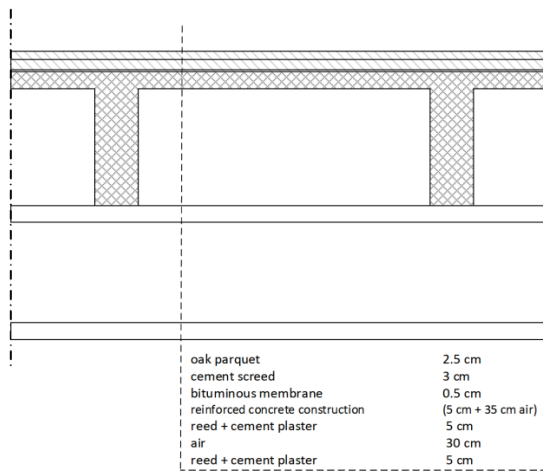 oak parquet 2.5 cm
cement screed 3 cm
bituminous membrane 0.5 cm
reinforced concrete construction (5 cm + 35 cm air)
reed + cement plaster 5 cm
air 30 cm
reed + cement plaster 5 cm